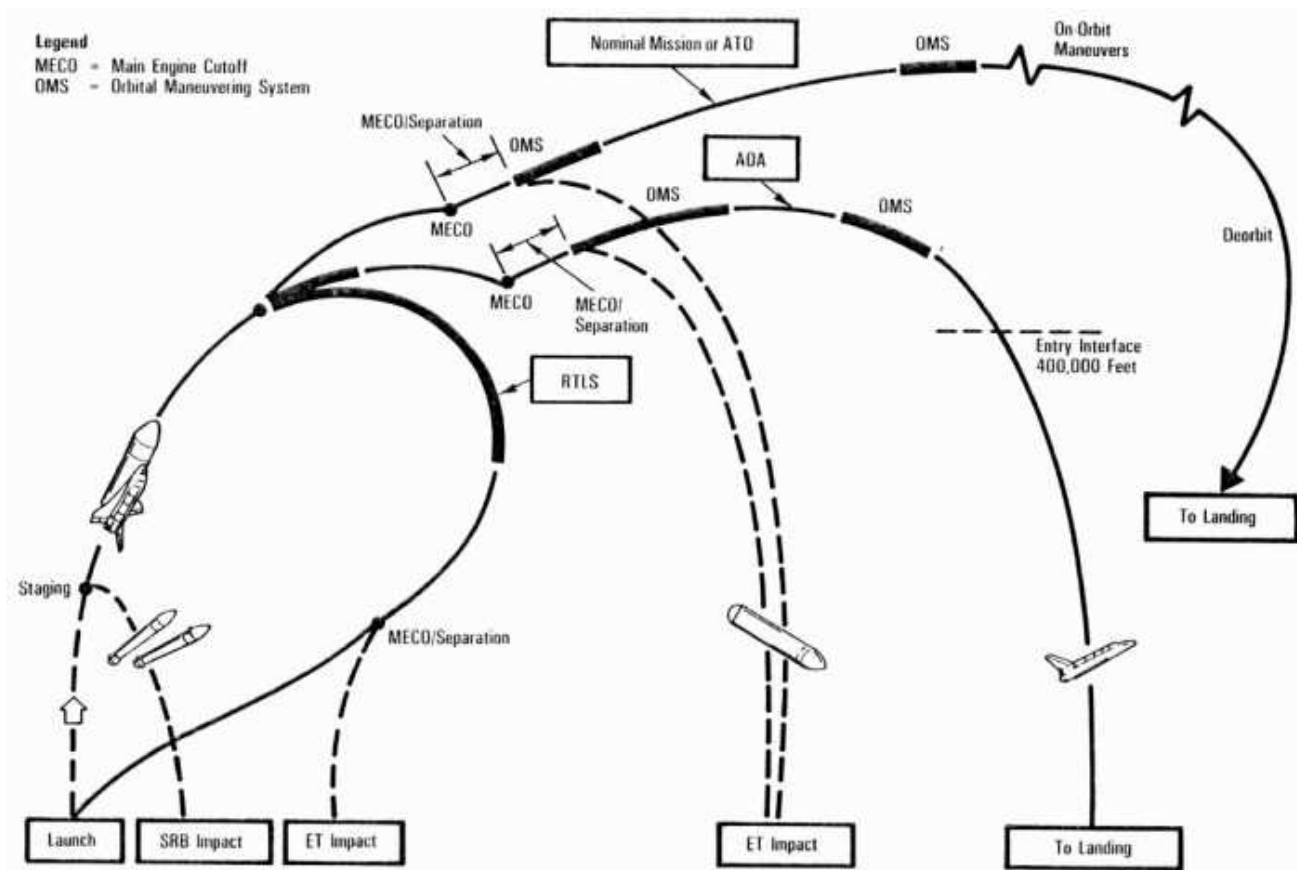 Legend
MECO = Main Engine Cutoff
OMS = Orbital Maneuvering System
Nominal Mission or ATO
OMS
On-Orbit
Maneuvers
MECO/Separation
OMS
AOA
MECO
OMS
OMS
Deorbit
MECO
MECO/
Separation
Entry Interface
400,000 Feet
RTLS
To Landing
Staging
MECO/Separation
Launch
SRB Impact
ET Impact
ET Impact
To Landing